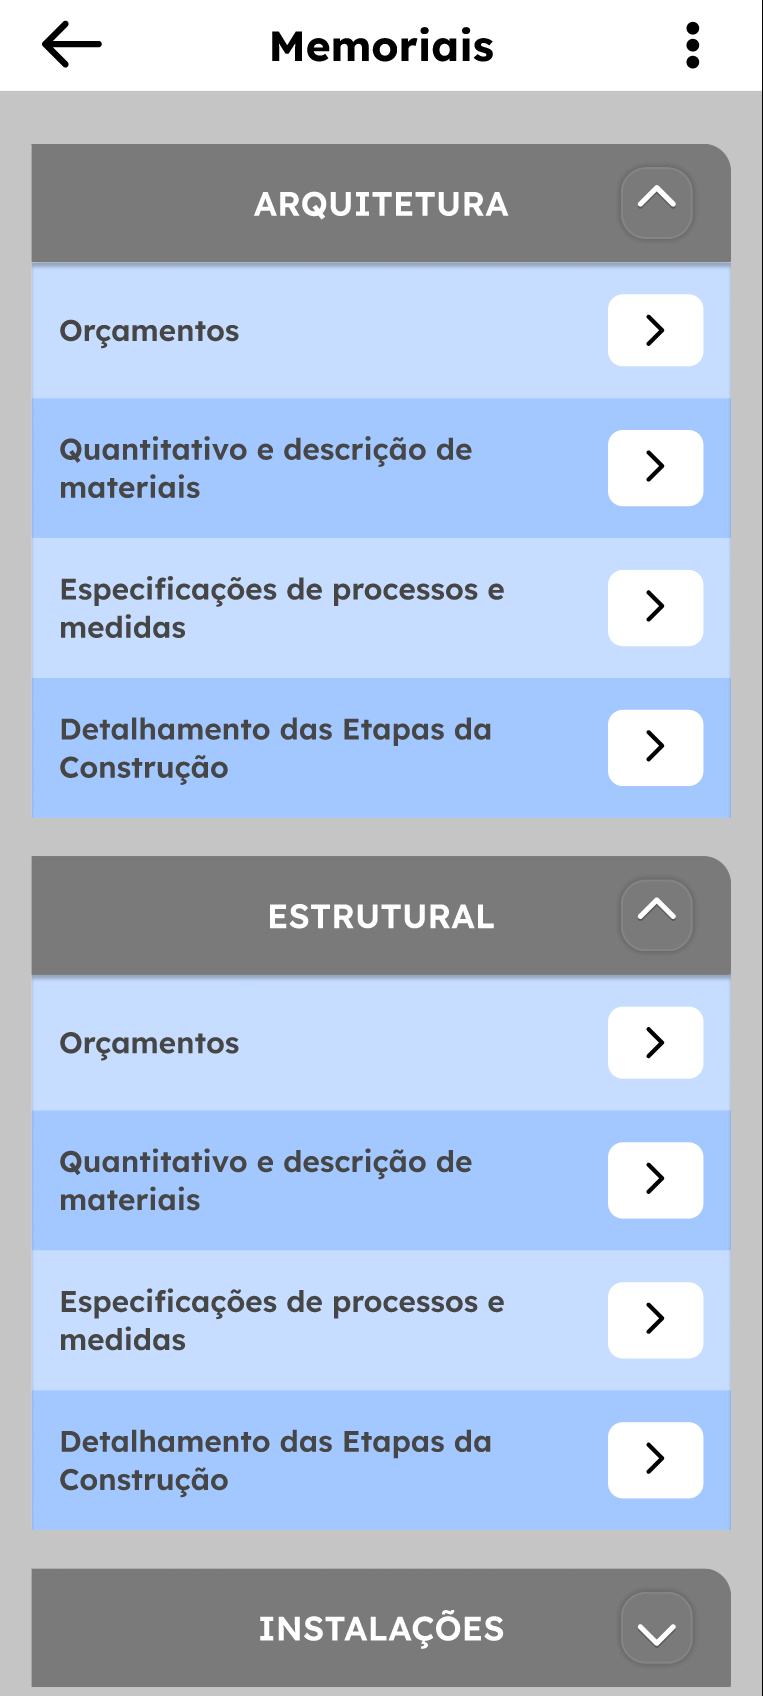 Memoriais
ARQUITETURA
Orçamentos
Quantitativo e descrição de
materiais
Especificações de processos e
medidas
Detalhamento das Etapas da
Construção
ESTRUTURAL
Orçamentos
Quantitativo e descrição de
materiais
Especificações de processos e
medidas
Detalhamento das Etapas da
Construção
INSTALAÇÕES